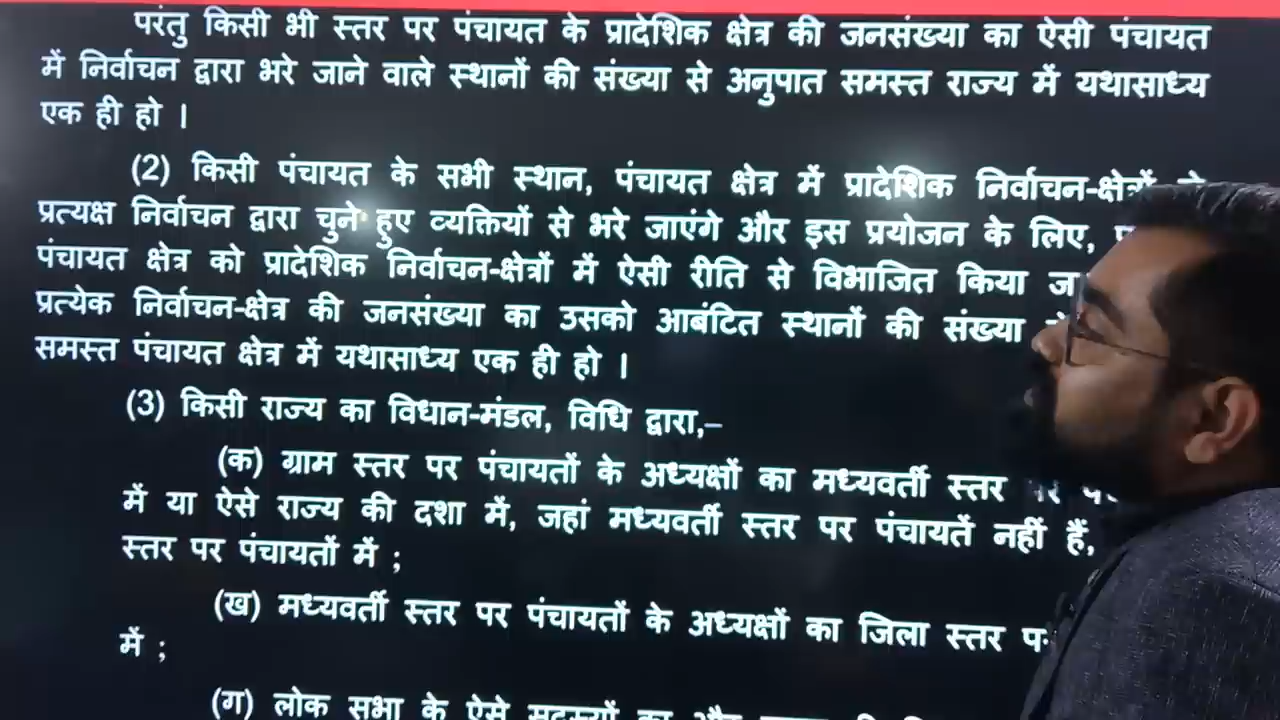 परंतु किसी भी स्तर पर पंचायत के प्रादेशिक क्षेत्र की जनसंख्या का ऐसी पंचायत
में निर्वाचन द्वारा भरे जाने वाले स्थानों की संख्या से अनुपात समस्त राज्य में यथासाध्य
एक ही हो ।
(2) किसी पंचायत के सभी स्थान, पंचायत क्षेत्र में प्रादेशिक निर्वाचन-क्षेत्रों
प्रत्यक्ष निर्वाचन द्वारा चुने हुए व्यक्तियों से भरे जाएंगे और इस प्रयोजन के लिए,
पंचायत क्षेत्र को प्रादेशिक निर्वाचन-क्षेत्रों में ऐसी रीति से विभाजित किया
प्रत्येक निर्वाचन-क्षेत्र की जनसंख्या का उसको आबंटित स्थानों की संख्या
समस्त पंचायत क्षेत्र में यथासाध्य एक ही हो ।
(3) किसी राज्य का विधान-मंडल, विधि द्वारा,–
(क) ग्राम स्तर पर पंचायतों के अध्यक्षों का मध्यवर्ती स्तर पर
में या ऐसे राज्य की दशा में, जहां मध्यवर्ती स्तर पर पंचायतें नहीं हैं,
स्तर पर पंचायतों में ;
(ख) मध्यवर्ती स्तर पर पंचायतों के अध्यक्षों का जिला स्तर
में ;
(ग) लोक सभा के ऐसे सदस्यों का और